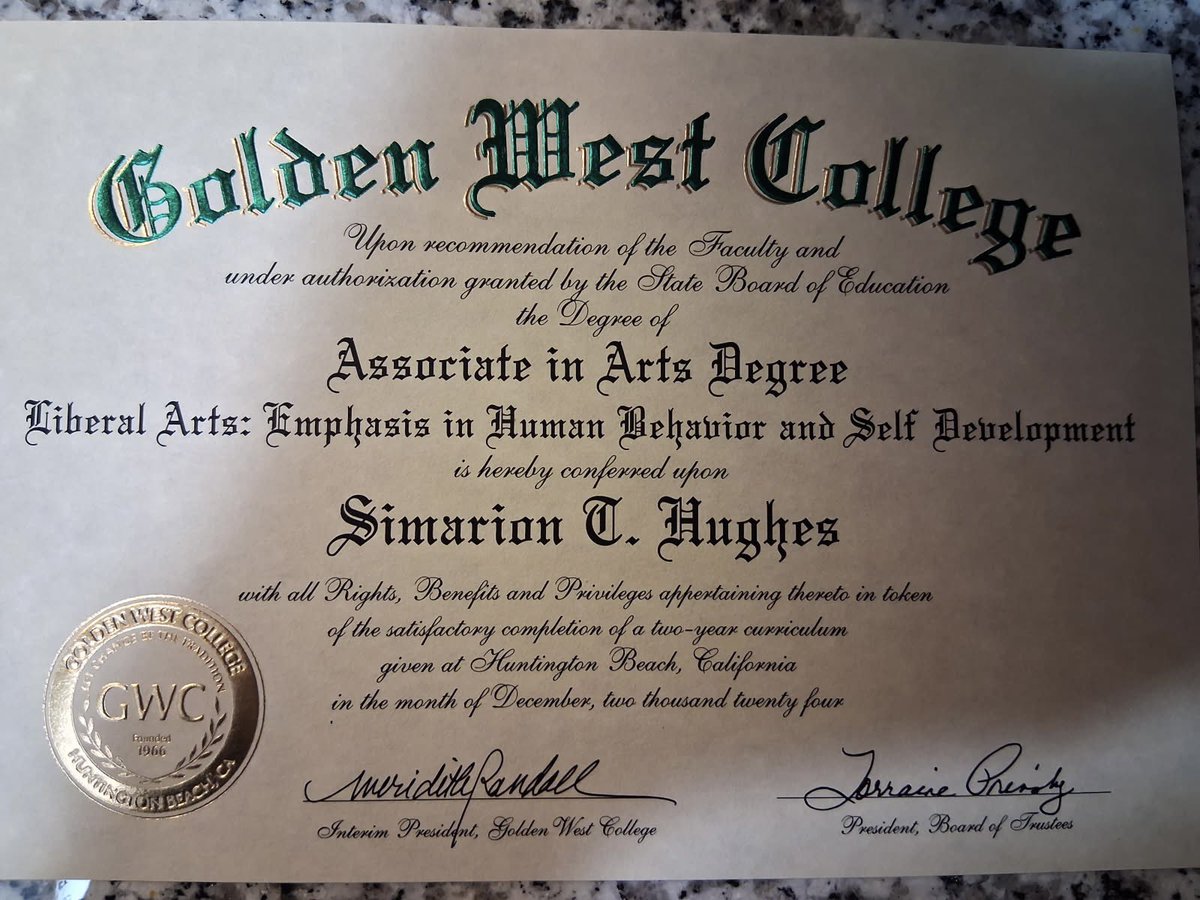 Golden West College
Upon recommendation of the Faculty and
under authorization granted by the State Board of Education
the Degree of
Associate in Arts Degree
Liberal Arts: Emphasis in Human Behavior and Self Development
is hereby conferred upon
Simarion T. Hughes
with all Rights, Benefits and Privileges appertaining thereto in token
of the satisfactory completion of a two-year curriculum
given at Huntington Beach, California
in the month of December, two thousand twenty four
GOLDEN WEST COLLEGE
GWC
Founded
1966
HUNTINGTON BEACH, CA
Meridith Randall
Interim President, Golden West College
Lorraine Prinsky
President, Board of Trustees